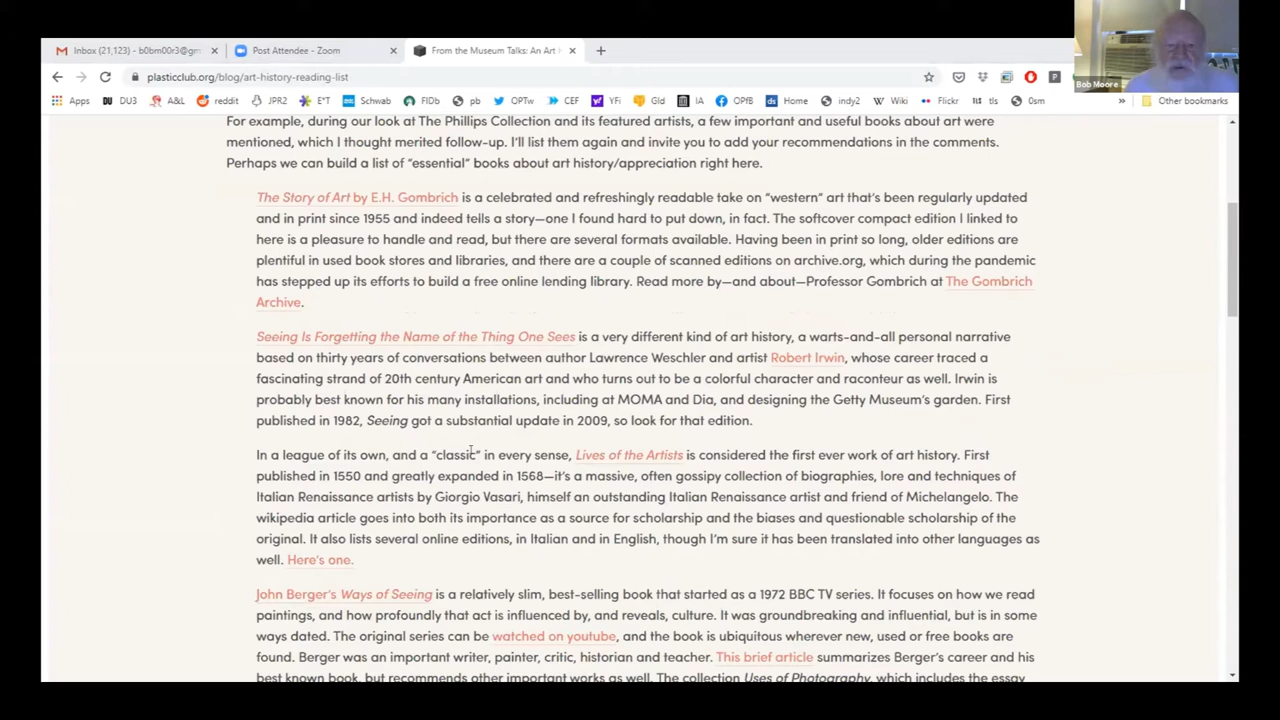 Inbox (21,123) - b0bm00r3@gm
Post Attendee - Zoom
From the Museum Talks: An Art H
plasticclub.org/blog/art-history-reading-list
Apps DU DU3 A&L reddit JPR2 E*T Schwab FIDb pb OPTw CEF YFi Gld IA OPfB Home indy2 Wiki Flickr tls 0sm » Other bookmarks
Bob Moore
For example, during our look at The Phillips Collection and its featured artists, a few important and useful books about art were
mentioned, which I thought merited follow-up. I’ll list them again and invite you to add your recommendations in the comments.
Perhaps we can build a list of “essential” books about art history/appreciation right here.
The Story of Art by E.H. Gombrich is a celebrated and refreshingly readable take on “western” art that’s been regularly updated
and in print since 1955 and indeed tells a story—one I found hard to put down, in fact. The softcover compact edition I linked to
here is a pleasure to handle and read, but there are several formats available. Having been in print so long, older editions are
plentiful in used book stores and libraries, and there are a couple of scanned editions on archive.org, which during the pandemic
has stepped up its efforts to build a free online lending library. Read more by—and about—Professor Gombrich at The Gombrich
Archive.
Seeing Is Forgetting the Name of the Thing One Sees is a very different kind of art history, a warts-and-all personal narrative
based on thirty years of conversations between author Lawrence Weschler and artist Robert Irwin, whose career traced a
fascinating strand of 20th century American art and who turns out to be a colorful character and raconteur as well. Irwin is
probably best known for his many installations, including at MOMA and Dia, and designing the Getty Museum’s garden. First
published in 1982, Seeing got a substantial update in 2009, so look for that edition.
In a league of its own, and a “classic” in every sense, Lives of the Artists is considered the first ever work of art history. First
published in 1550 and greatly expanded in 1568—it’s a massive, often gossipy collection of biographies, lore and techniques of
Italian Renaissance artists by Giorgio Vasari, himself an outstanding Italian Renaissance artist and friend of Michelangelo. The
wikipedia article goes into both its importance as a source for scholarship and the biases and questionable scholarship of the
original. It also lists several online editions, in Italian and in English, though I’m sure it has been translated into other languages as
well. Here’s one.
John Berger’s Ways of Seeing is a relatively slim, best-selling book that started as a 1972 BBC TV series. It focuses on how we read
paintings, and how profoundly that act is influenced by, and reveals, culture. It was groundbreaking and influential, but is in some
ways dated. The original series can be watched on youtube, and the book is ubiquitous wherever new, used or free books are
found. Berger was an important writer, painter, critic, historian and teacher. This brief article summarizes Berger’s career and his
best known book, but recommends other important works as well. The collection Uses of Photography, which includes the essay